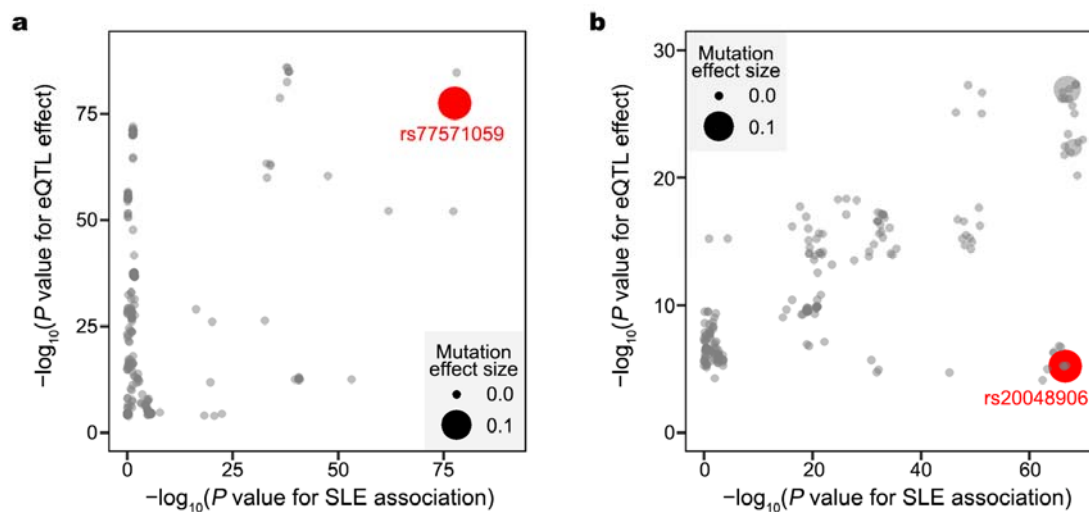 a
−log10(P value for eQTL effect)
75
50
25
0
rs77571059
Mutation
effect size
0.0
0.1
0 25 50 75
−log10(P value for SLE association)
b
−log10(P value for eQTL effect)
30
20
10
0
Mutation
effect size
0.0
0.1
rs20048906
0 20 40 60
−log10(P value for SLE association)